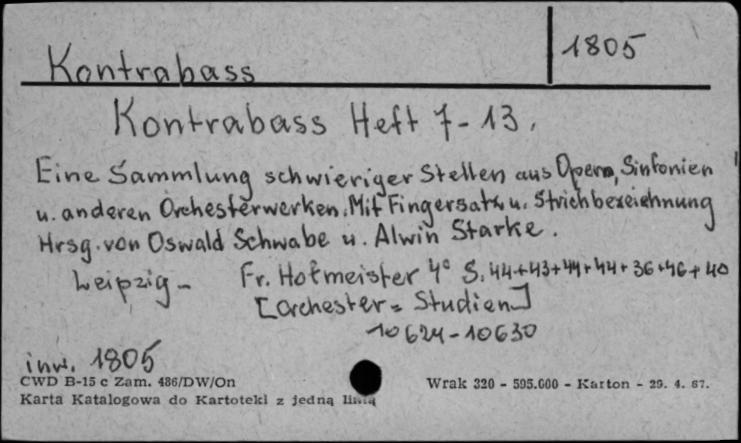 Kontrabass
1805
Kontrabass Heft 7-13.
Eine Sammlung schwieriger Stellen aus Opern, Sinfonien
u. anderen Orchesterwerken. Mit Fingersatz u. Strichbezeichnung
Hrsg. von Oswald Schwabe u. Alwin Starke.
Leipzig - Fr. Hofmeister 4° S. 44+43+44+44+36+46+40
[Orchester = Studien]
10624-10630
inw. 1805
CWD B-15 c Zam. 486/DW/On
Wrak 320 - 595.000 - Karton - 29. 4. 67.
Karta Katalogowa do Kartoteki z jedną linią